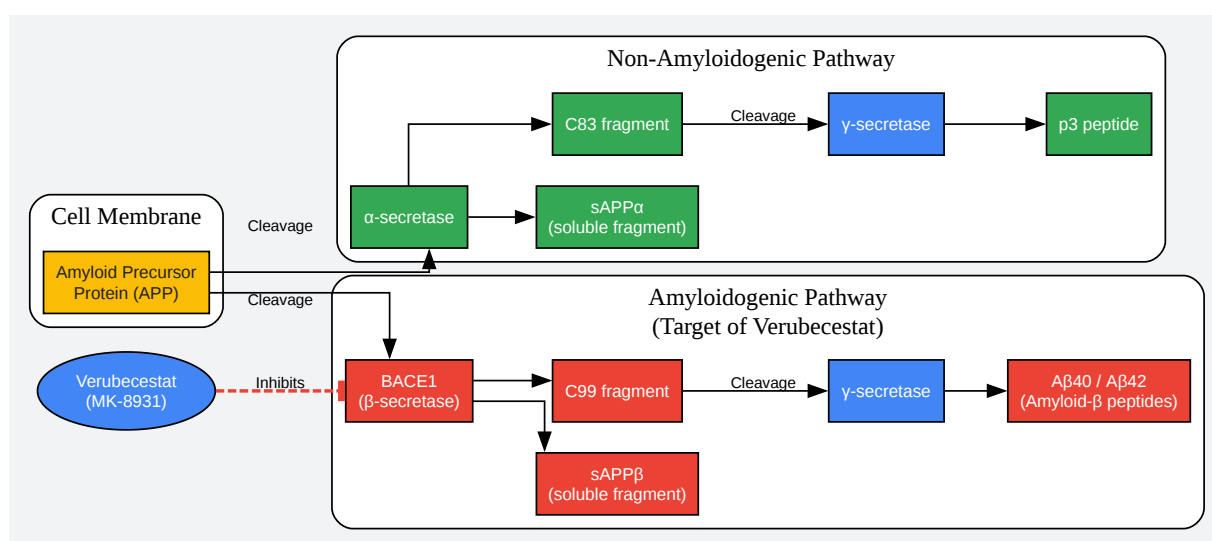 Non-Amyloidogenic Pathway
C83 fragment
Cleavage
γ-secretase
p3 peptide
α-secretase
sAPPα
(soluble fragment)
Cell Membrane
Amyloid Precursor
Protein (APP)
Cleavage
Cleavage
Amyloidogenic Pathway
(Target of Verubecestat)
Verubecestat
(MK-8931)
Inhibits
BACE1
(β-secretase)
C99 fragment
Cleavage
γ-secretase
Aβ40 / Aβ42
(Amyloid-β peptides)
sAPPβ
(soluble fragment)